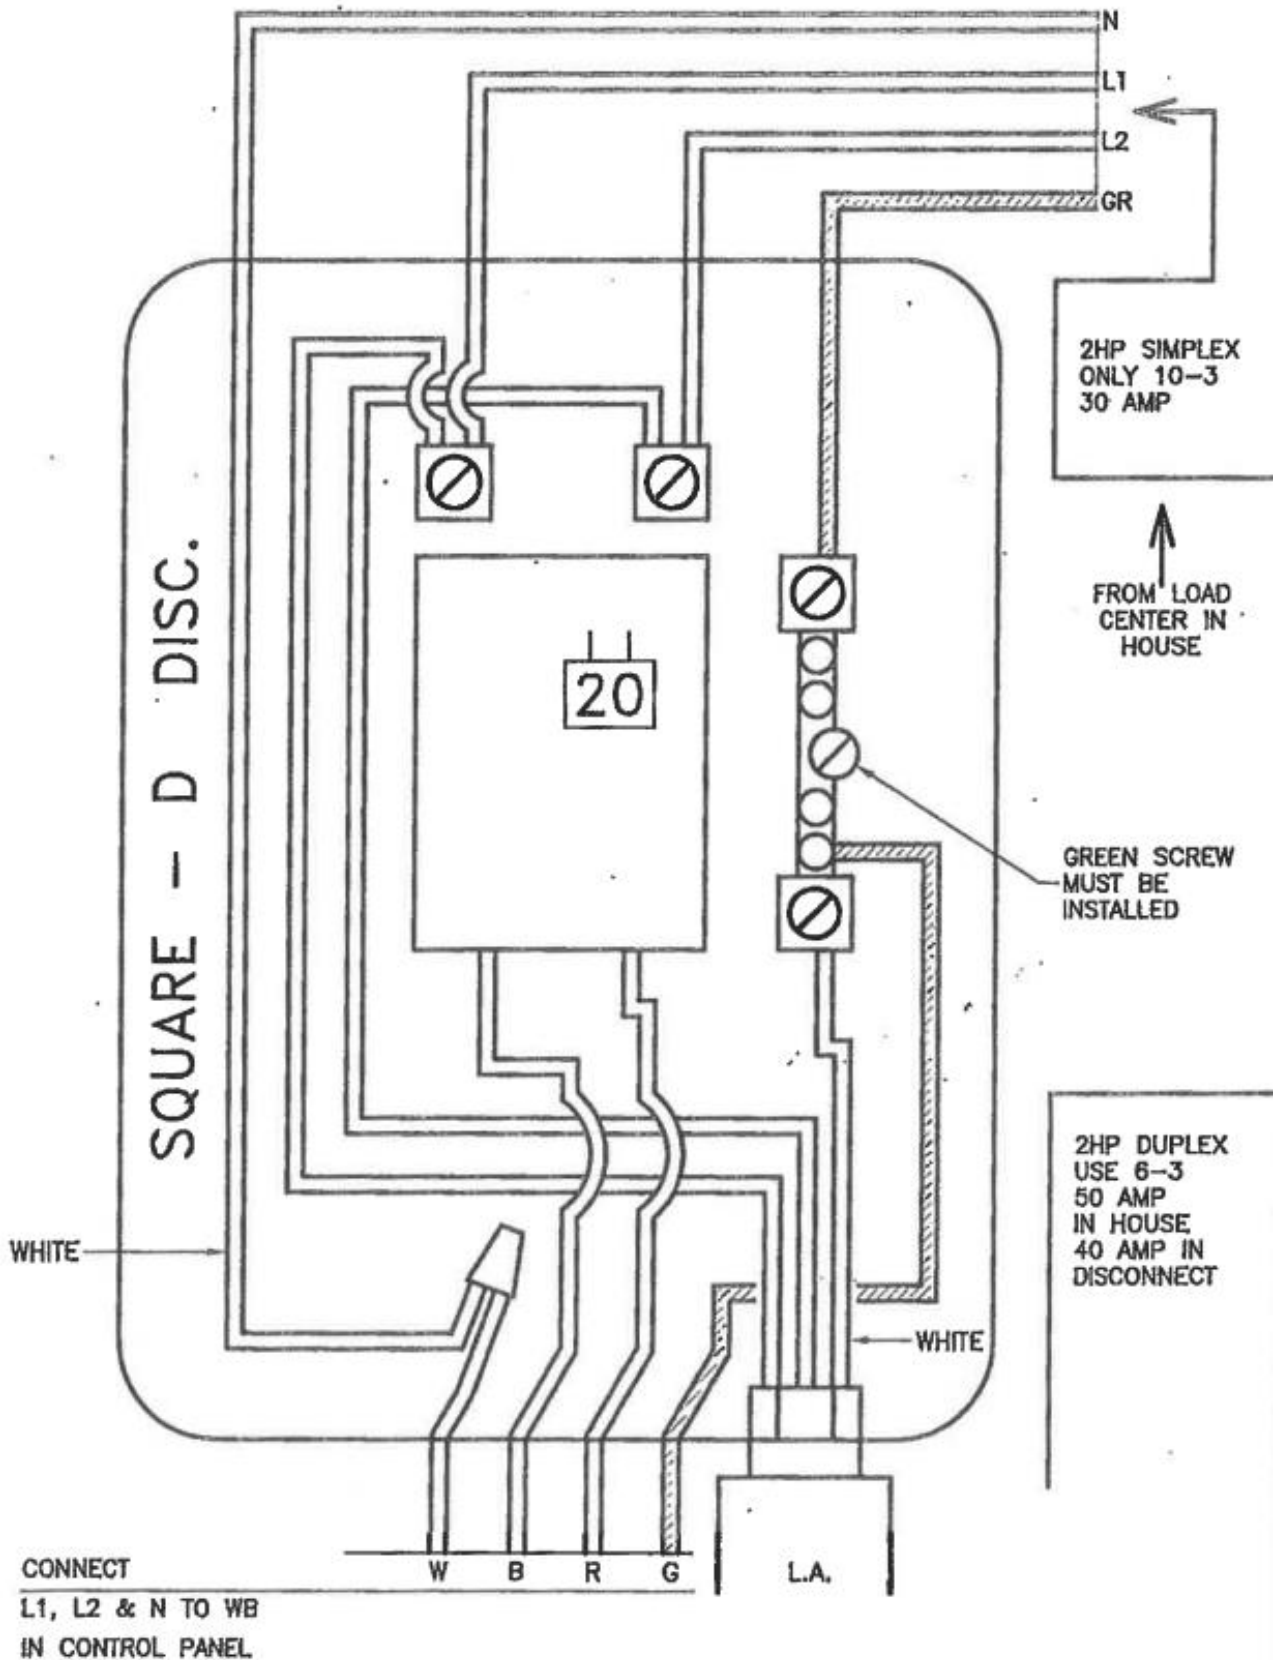 N
L1
L2
GR
2HP SIMPLEX
ONLY 10-3
30 AMP
FROM LOAD
CENTER IN
HOUSE
SQUARE - D DISC.
20
GREEN SCREW
MUST BE
INSTALLED
2HP DUPLEX
USE 6-3
50 AMP
IN HOUSE
40 AMP IN
DISCONNECT
WHITE
WHITE
W B R G
L.A.
CONNECT
L1, L2 & N TO WB
IN CONTROL PANEL